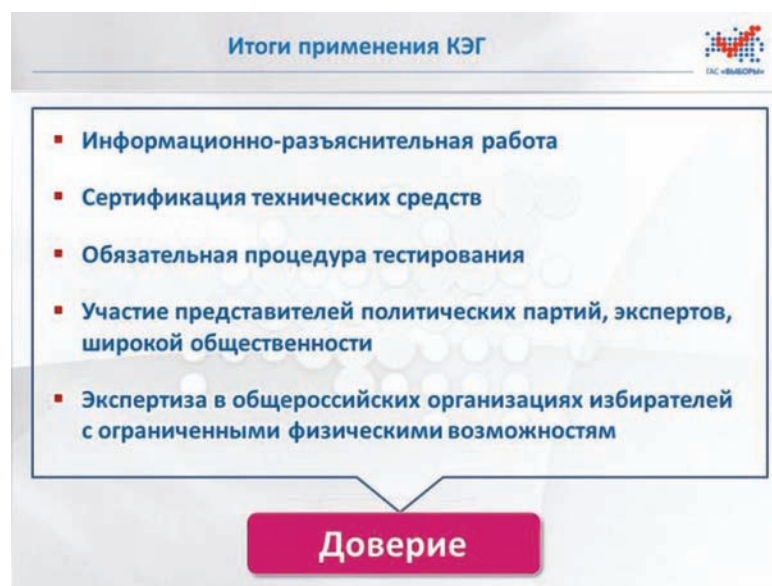 Итоги применения КЭГ
ГАС «ВЫБОРЫ»
Информационно-разъяснительная работа
Сертификация технических средств
Обязательная процедура тестирования
Участие представителей политических партий, экспертов,
широкой общественности
Экспертиза в общероссийских организациях избирателей
с ограниченными физическими возможностям
Доверие